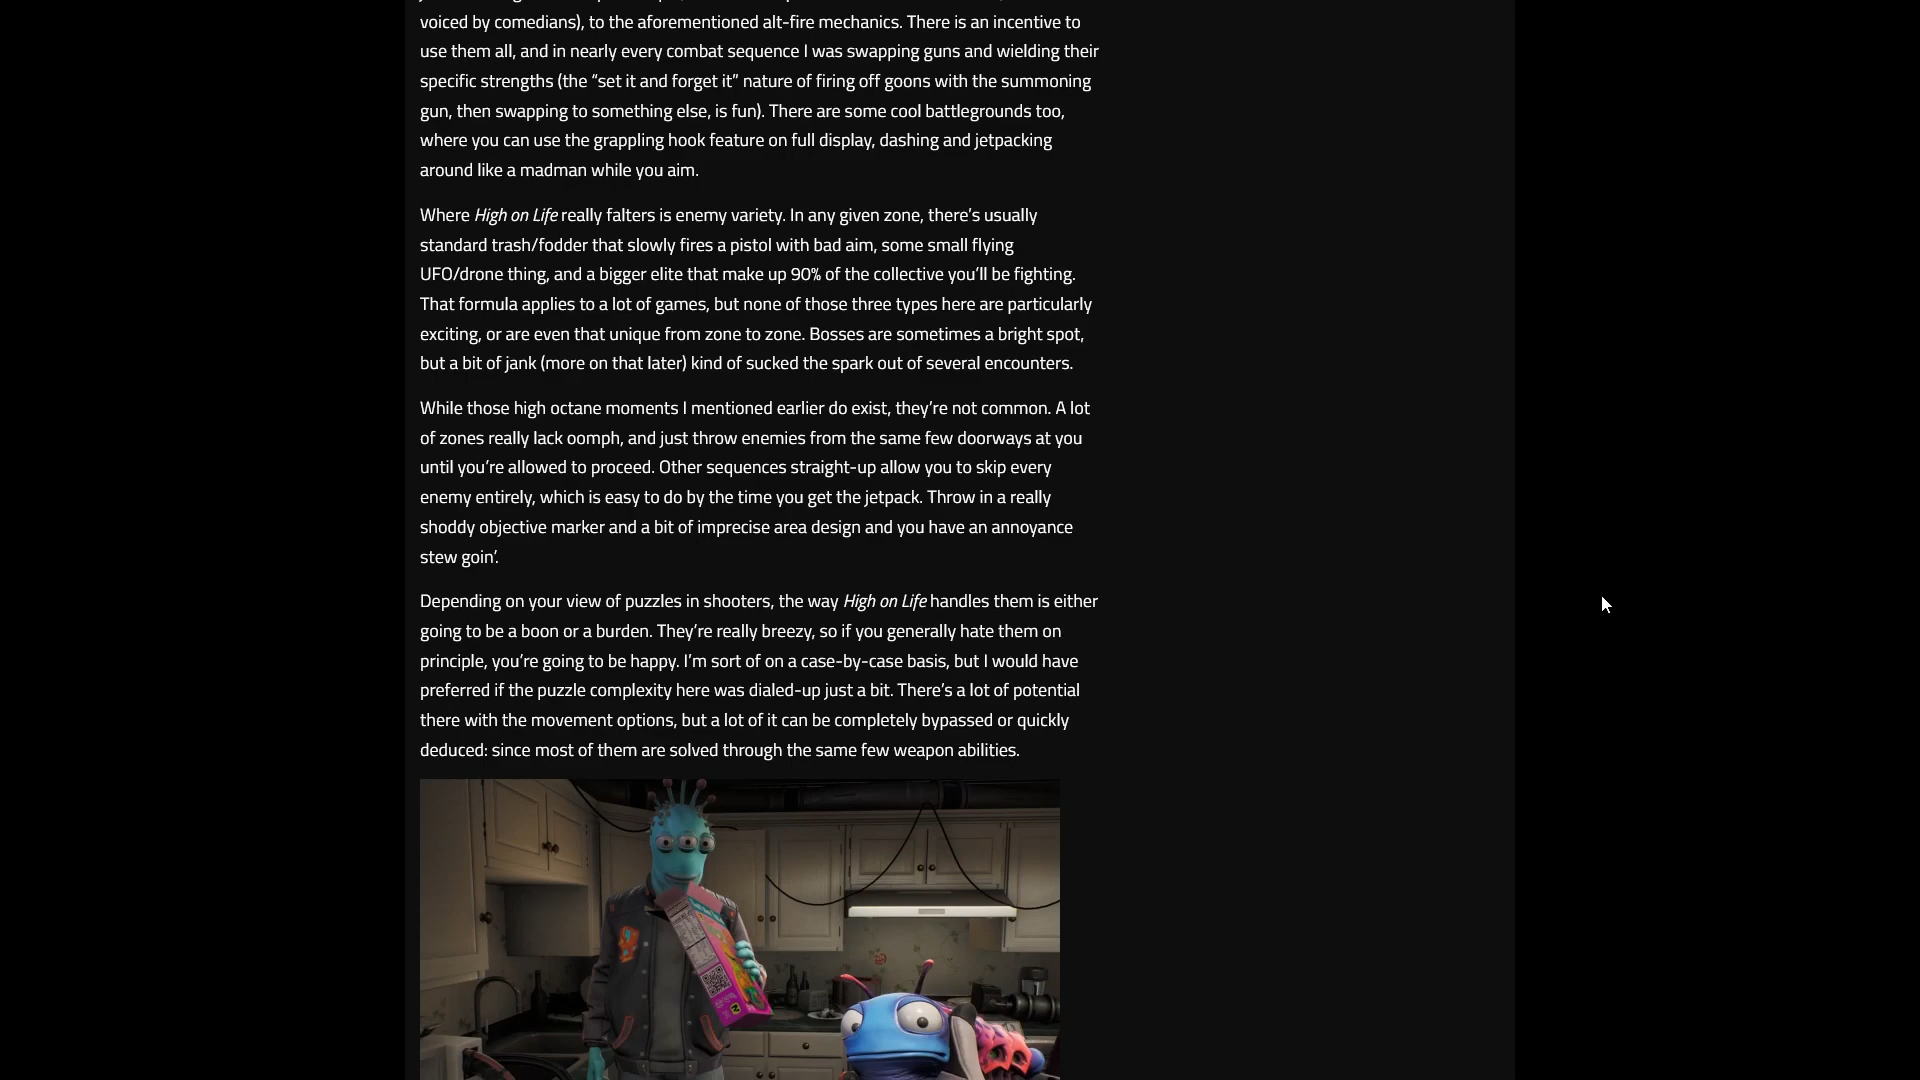 voiced by comedians), to the aforementioned alt-fire mechanics. There is an incentive to
use them all, and in nearly every combat sequence I was swapping guns and wielding their
specific strengths (the “set it and forget it” nature of firing off goons with the summoning
gun, then swapping to something else, is fun). There are some cool battlegrounds too,
where you can use the grappling hook feature on full display, dashing and jetpacking
around like a madman while you aim.
Where High on Life really falters is enemy variety. In any given zone, there’s usually
standard trash/fodder that slowly fires a pistol with bad aim, some small flying
UFO/drone thing, and a bigger elite that make up 90% of the collective you’ll be fighting.
That formula applies to a lot of games, but none of those three types here are particularly
exciting, or are even that unique from zone to zone. Bosses are sometimes a bright spot,
but a bit of jank (more on that later) kind of sucked the spark out of several encounters.
While those high octane moments I mentioned earlier do exist, they’re not common. A lot
of zones really lack oomph, and just throw enemies from the same few doorways at you
until you’re allowed to proceed. Other sequences straight-up allow you to skip every
enemy entirely, which is easy to do by the time you get the jetpack. Throw in a really
shoddy objective marker and a bit of imprecise area design and you have an annoyance
stew goin’.
Depending on your view of puzzles in shooters, the way High on Life handles them is either
going to be a boon or a burden. They’re really breezy, so if you generally hate them on
principle, you’re going to be happy. I’m sort of on a case-by-case basis, but I would have
preferred if the puzzle complexity here was dialed-up just a bit. There’s a lot of potential
there with the movement options, but a lot of it can be completely bypassed or quickly
deduced: since most of them are solved through the same few weapon abilities.